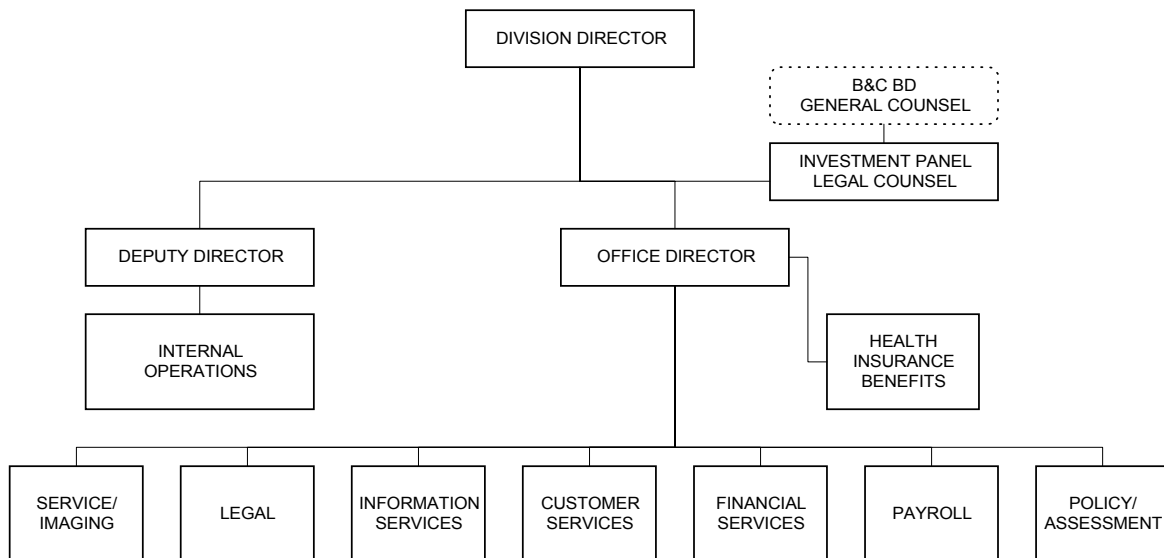 DIVISION DIRECTOR
B&C BD
GENERAL COUNSEL
INVESTMENT PANEL
LEGAL COUNSEL
DEPUTY DIRECTOR
OFFICE DIRECTOR
INTERNAL
OPERATIONS
HEALTH
INSURANCE
BENEFITS
SERVICE/
IMAGING
LEGAL
INFORMATION
SERVICES
CUSTOMER
SERVICES
FINANCIAL
SERVICES
PAYROLL
POLICY/
ASSESSMENT